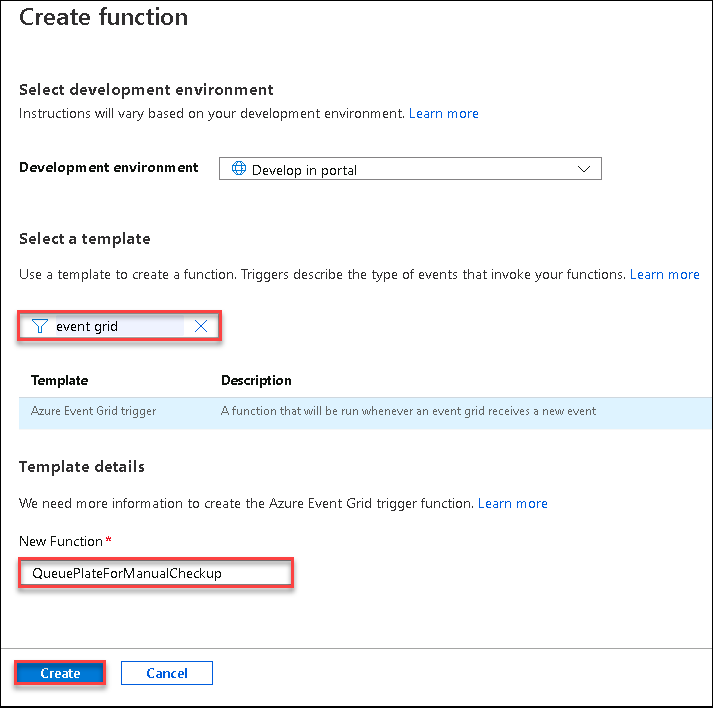 Create function
Select development environment
Instructions will vary based on your development environment. Learn more
Development environment Develop in portal
Select a template
Use a template to create a function. Triggers describe the type of events that invoke your functions. Learn more
event grid
Template Description
Azure Event Grid trigger A function that will be run whenever an event grid receives a new event
Template details
We need more information to create the Azure Event Grid trigger function. Learn more
New Function *
QueuePlateForManualCheckup
Create Cancel